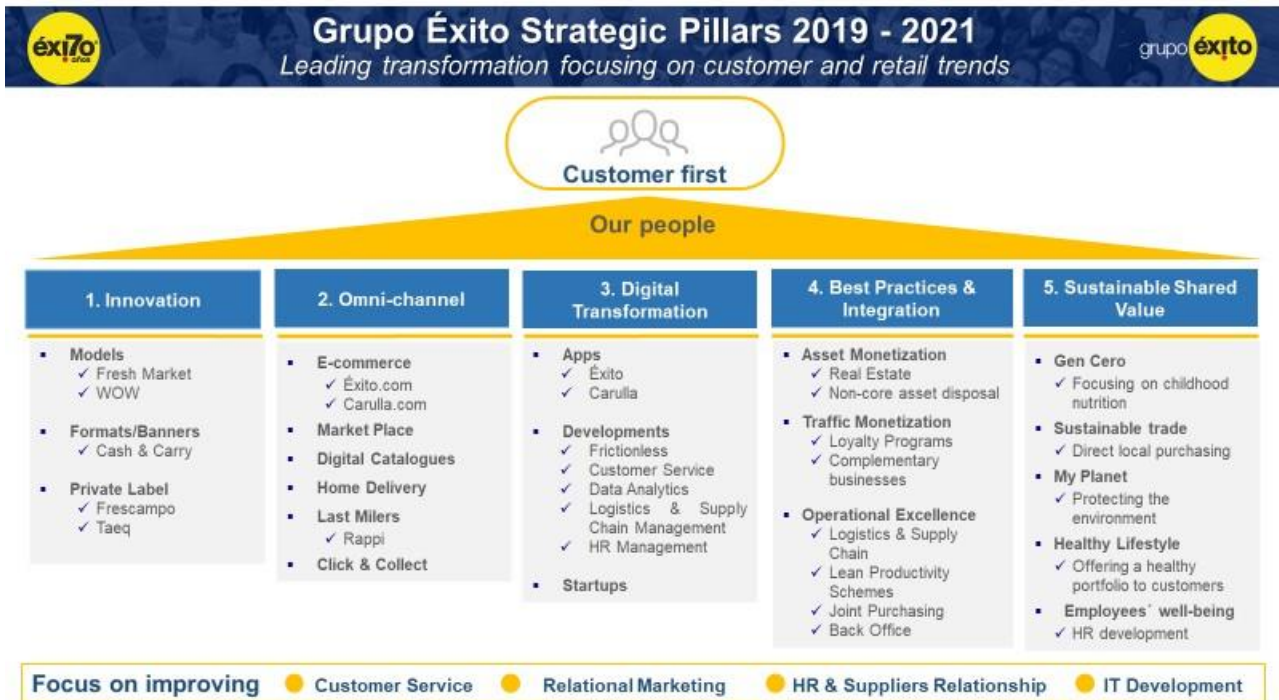 éxi70
años
Grupo Éxito Strategic Pillars 2019 - 2021
Leading transformation focusing on customer and retail trends
grupo éxito
Customer first
Our people
1. Innovation
▪ Models
✓ Fresh Market
✓ WOW
▪ Formats/Banners
✓ Cash & Carry
▪ Private Label
✓ Frescampo
✓ Taeq
2. Omni-channel
▪ E-commerce
✓ Éxito.com
✓ Carulla.com
▪ Market Place
▪ Digital Catalogues
▪ Home Delivery
▪ Last Milers
✓ Rappi
▪ Click & Collect
3. Digital
Transformation
▪ Apps
✓ Éxito
✓ Carulla
▪ Developments
✓ Frictionless
✓ Customer Service
✓ Data Analytics
✓ Logistics & Supply
Chain Management
✓ HR Management
▪ Startups
4. Best Practices &
Integration
▪ Asset Monetization
✓ Real Estate
✓ Non-core asset disposal
▪ Traffic Monetization
✓ Loyalty Programs
✓ Complementary
businesses
▪ Operational Excellence
✓ Logistics & Supply
Chain
✓ Lean Productivity
Schemes
✓ Joint Purchasing
✓ Back Office
5. Sustainable Shared
Value
▪ Gen Cero
✓ Focusing on childhood
nutrition
▪ Sustainable trade
✓ Direct local purchasing
▪ My Planet
✓ Protecting the
environment
▪ Healthy Lifestyle
✓ Offering a healthy
portfolio to customers
▪ Employees´ well-being
✓ HR development
Focus on improving ● Customer Service ● Relational Marketing ● HR & Suppliers Relationship ● IT Development